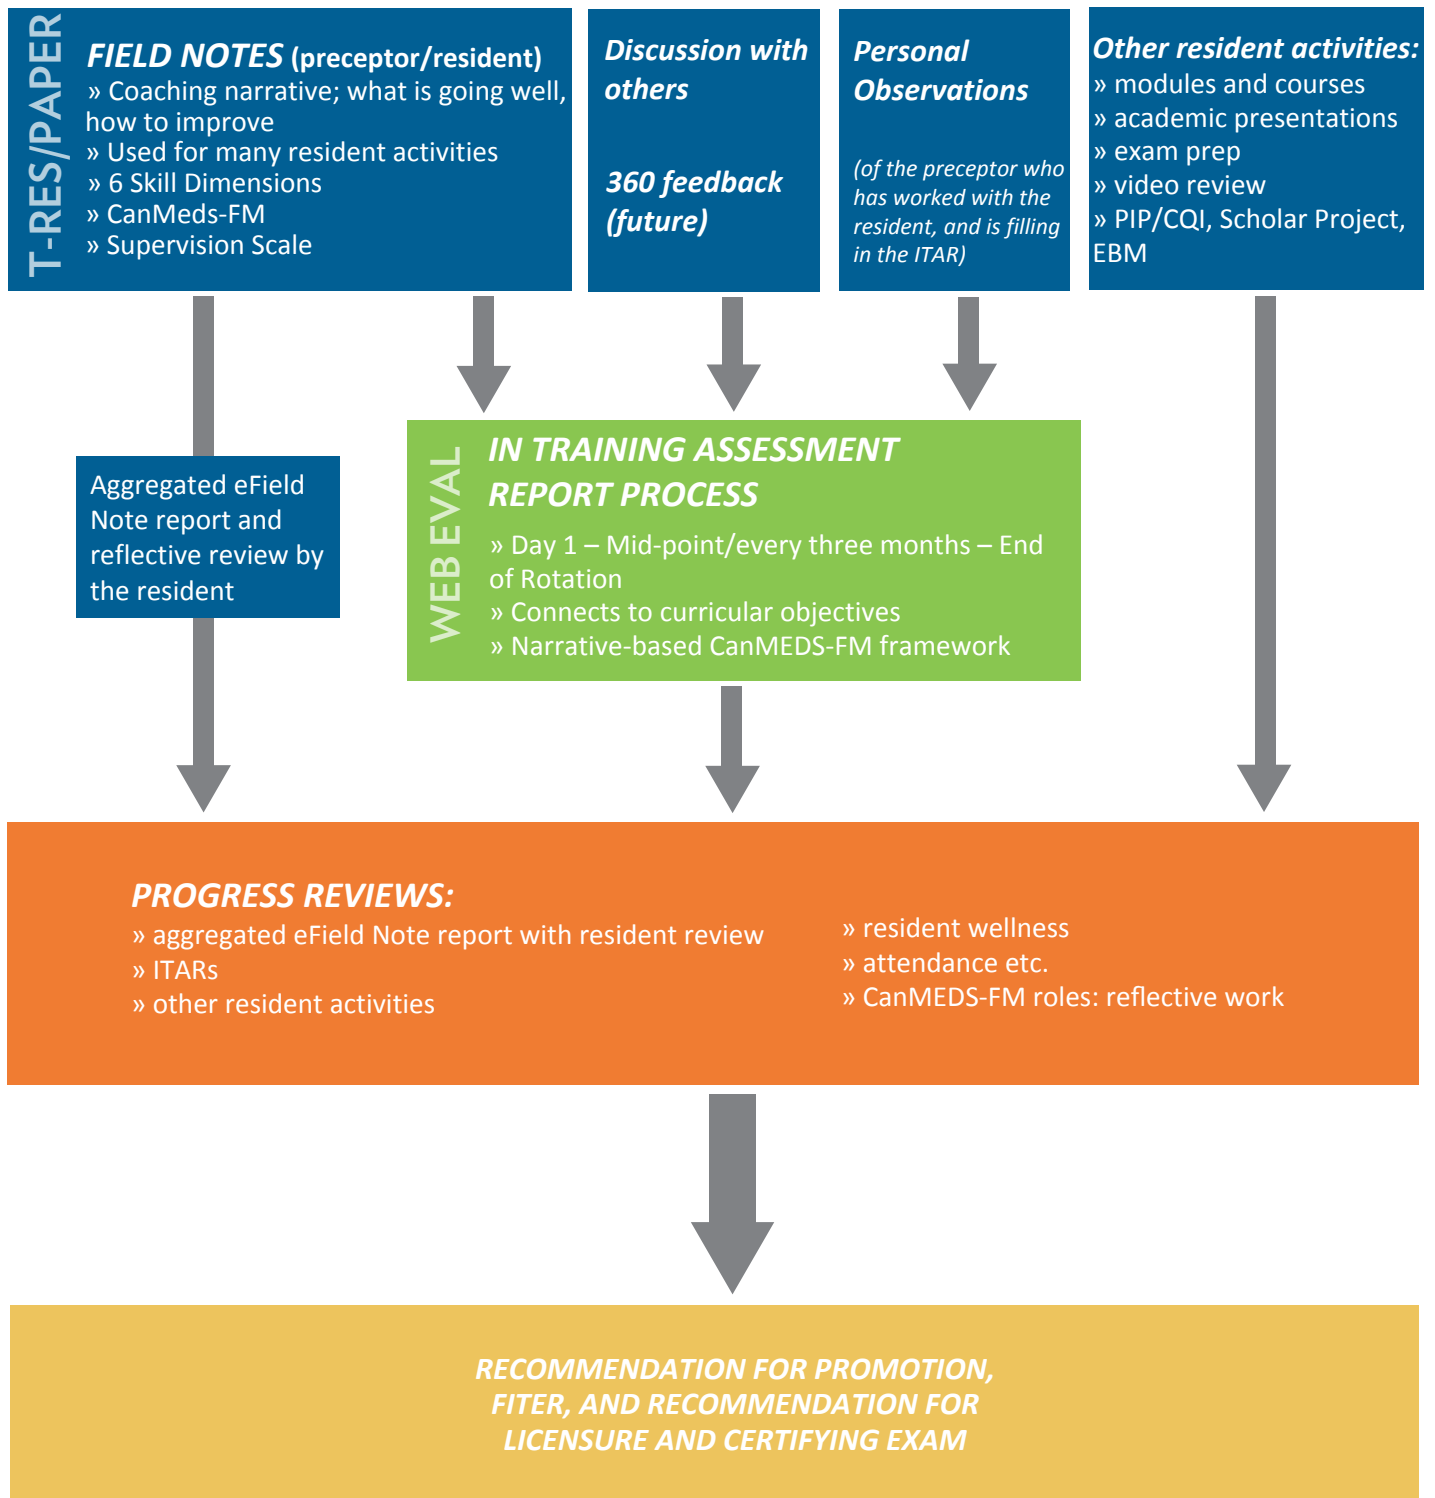 T-RES/PAPER
FIELD NOTES (preceptor/resident)
» Coaching narrative; what is going well,
how to improve
» Used for many resident activities
» 6 Skill Dimensions
» CanMeds-FM
» Supervision Scale
Discussion with
others
360 feedback
(future)
Personal
Observations
(of the preceptor who
has worked with the
resident, and is filling
in the ITAR)
Other resident activities:
» modules and courses
» academic presentations
» exam prep
» video review
» PIP/CQI, Scholar Project,
EBM
Aggregated eField
Note report and
reflective review by
the resident
WEB EVAL
IN TRAINING ASSESSMENT
REPORT PROCESS
» Day 1 – Mid-point/every three months – End
of Rotation
» Connects to curricular objectives
» Narrative-based CanMEDS-FM framework
PROGRESS REVIEWS:
» aggregated eField Note report with resident review
» ITARs
» other resident activities
» resident wellness
» attendance etc.
» CanMEDS-FM roles: reflective work
RECOMMENDATION FOR PROMOTION,
FITER, AND RECOMMENDATION FOR
LICENSURE AND CERTIFYING EXAM